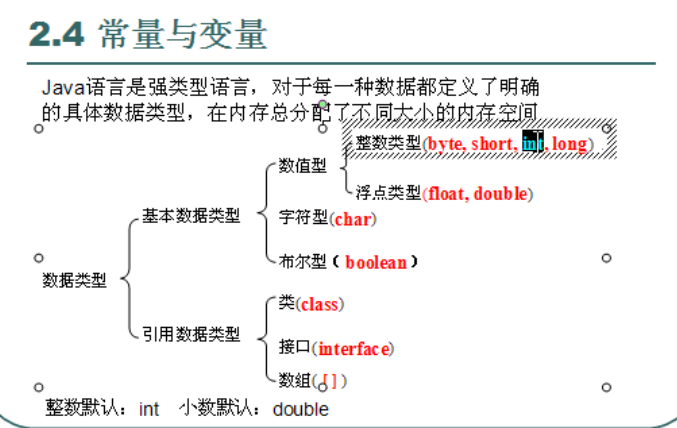 2.4 常量与变量
Java语言是强类型语言，对于每一种数据都定义了明确
的具体数据类型，在内存总分配了不同大小的内存空间
整数类型(byte, short, int, long)
数值型
浮点类型(float, double)
基本数据类型
字符型(char)
布尔型（boolean）
数据类型
类(class)
引用数据类型
接口(interface)
数组([ ])
整数默认：int 小数默认：double